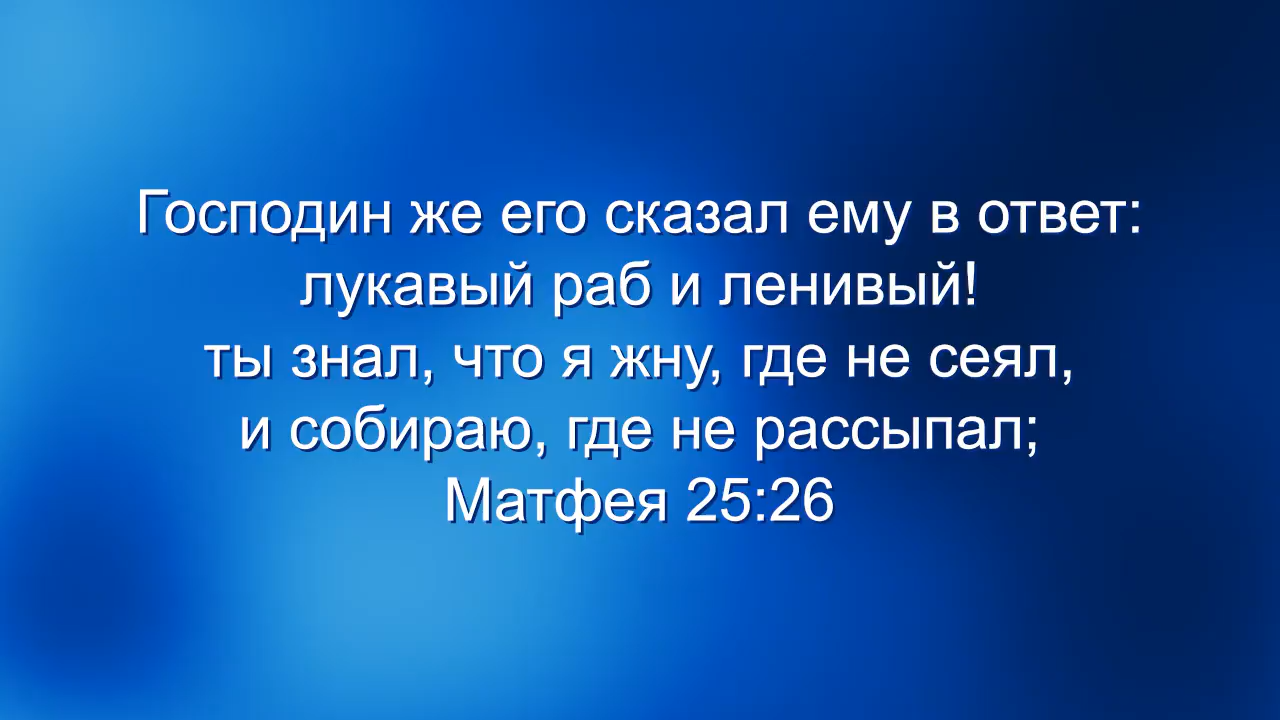 Господин же его сказал ему в ответ:
лукавый раб и ленивый!
ты знал, что я жну, где не сеял,
и собираю, где не рассыпал;
Матфея 25:26